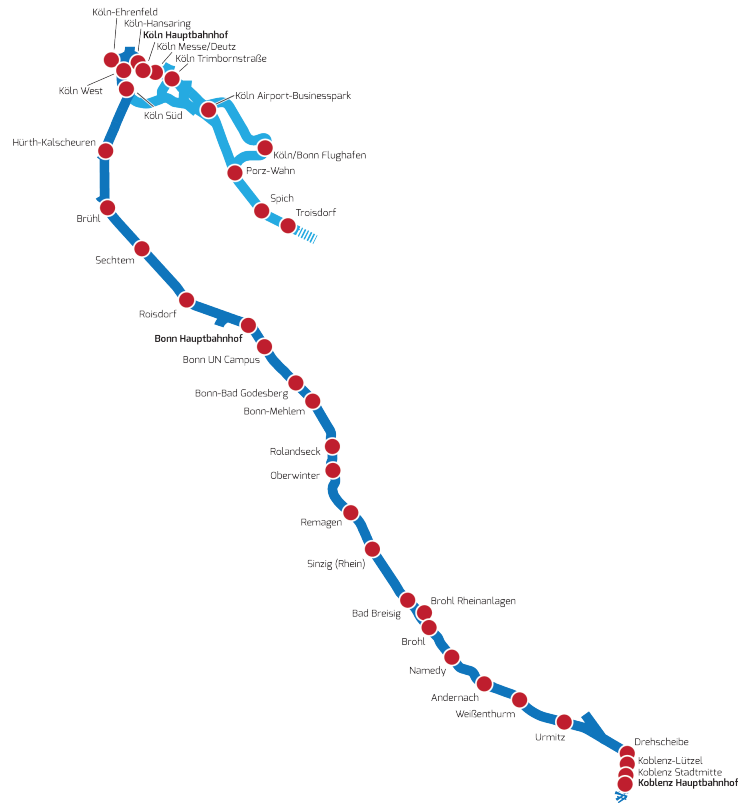 Köln-Ehrenfeld
Köln-Hansaring
Köln Hauptbahnhof
Köln Messe/Deutz
Köln Trimbornstraße
Köln West
Köln Airport-Businesspark
Köln Süd
Hürth-Kalscheuren
Köln/Bonn Flughafen
Porz-Wahn
Spich
Troisdorf
Brühl
Sechtem
Roisdorf
Bonn Hauptbahnhof
Bonn UN Campus
Bonn-Bad Godesberg
Bonn-Mehlem
Rolandseck
Oberwinter
Remagen
Sinzig (Rhein)
Brohl Rheinanlagen
Bad Breisig
Brohl
Namedy
Andernach
Weißenthurm
Urmitz
Drehscheibe
Koblenz-Lützel
Koblenz Stadtmitte
Koblenz Hauptbahnhof